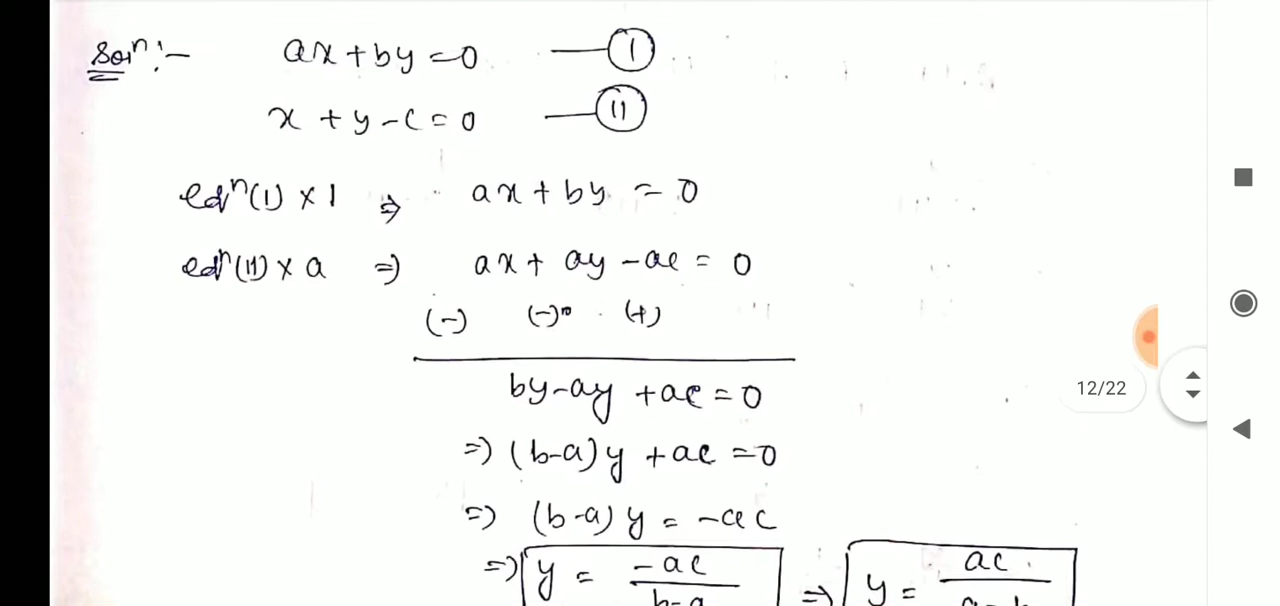 Soln:- ax + by = 0 — (I)
x + y - c = 0 — (II)
eqn (I) × 1 ⇒ ax + by = 0
eqn (II) × a ⇒ ax + ay - ac = 0
(-) (-) (+)
by - ay + ac = 0
12/22
⇒) (b-a) y + ac = 0
⇒) (b-a) y = -ac
⇒) y = -ac / b-a ⇒) y = ac / a-b